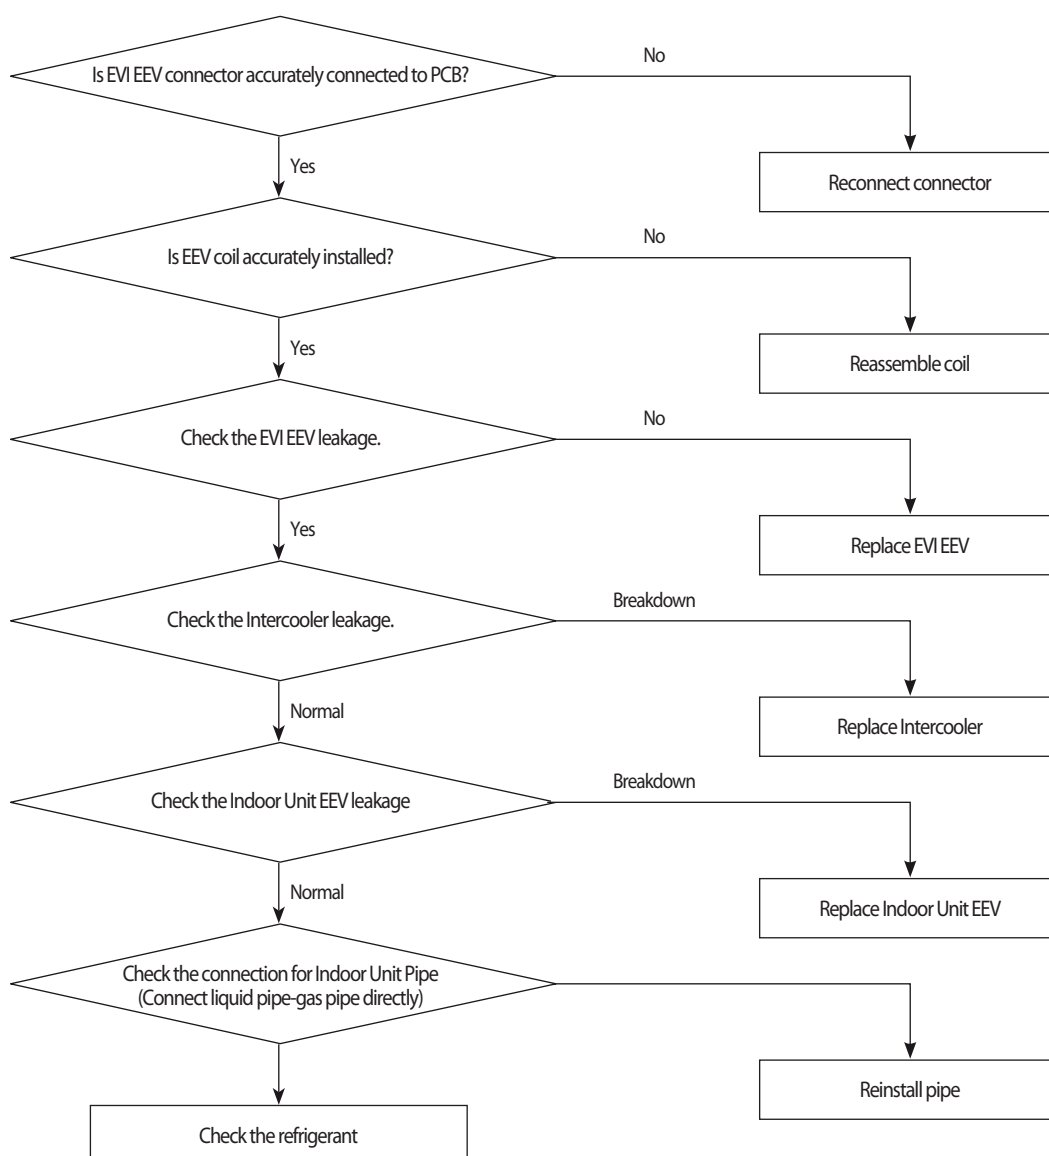 Is EVI EEV connector accurately connected to PCB?
No
Yes
Reconnect connector
Is EEV coil accurately installed?
No
Yes
Reassemble coil
Check the EVI EEV leakage.
No
Yes
Replace EVI EEV
Check the Intercooler leakage.
Breakdown
Normal
Replace Intercooler
Check the Indoor Unit EEV leakage
Breakdown
Normal
Replace Indoor Unit EEV
Check the connection for Indoor Unit Pipe
(Connect liquid pipe-gas pipe directly)
Reinstall pipe
Check the refrigerant